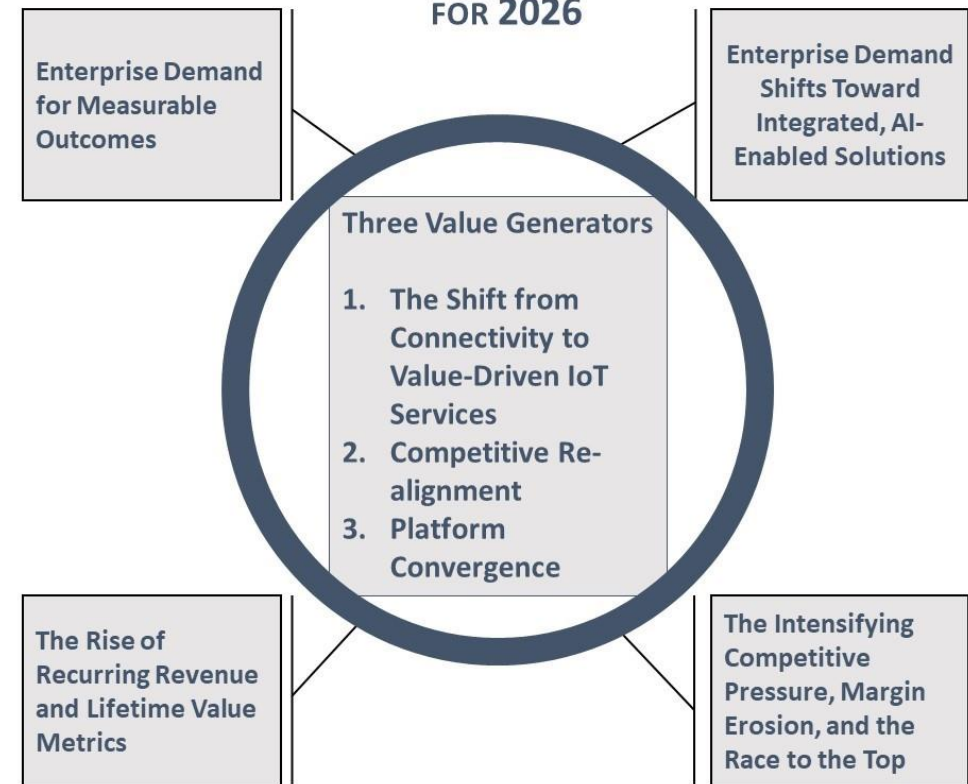 FOR 2026
Enterprise Demand
for Measurable
Outcomes
Enterprise Demand
Shifts Toward
Integrated, AI-
Enabled Solutions
Three Value Generators
1. The Shift from
Connectivity to
Value-Driven IoT
Services
2. Competitive Re-
alignment
3. Platform
Convergence
The Rise of
Recurring Revenue
and Lifetime Value
Metrics
The Intensifying
Competitive
Pressure, Margin
Erosion, and the
Race to the Top